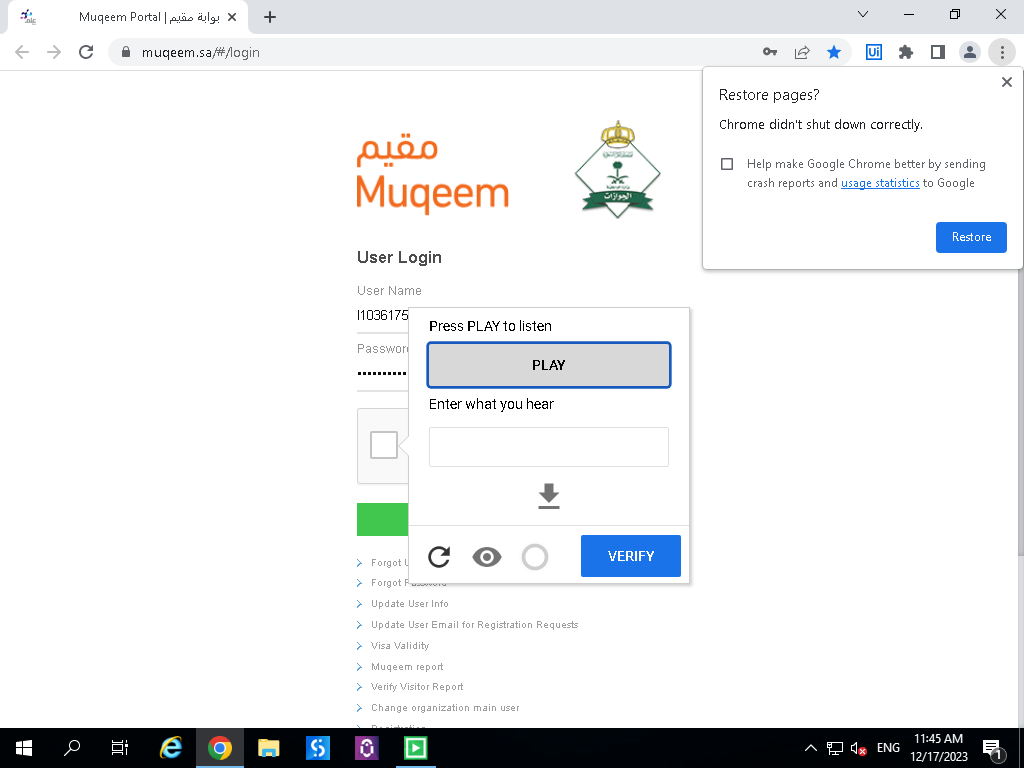 Muqeem Portal | بوابة مقيم
muqeem.sa/#/login
Restore pages?
Chrome didn't shut down correctly.
Help make Google Chrome better by sending
crash reports and usage statistics to Google
Restore
مقيم
Muqeem
الجوازات
User Login
User Name
I1036175
Password
Press PLAY to listen
PLAY
Enter what you hear
VERIFY
Forgot U
Forgot Password
Update User Info
Update User Email for Registration Requests
Visa Validity
Muqeem report
Verify Visitor Report
Change organization main user
Registration
ENG
11:45 AM
12/17/2023
1